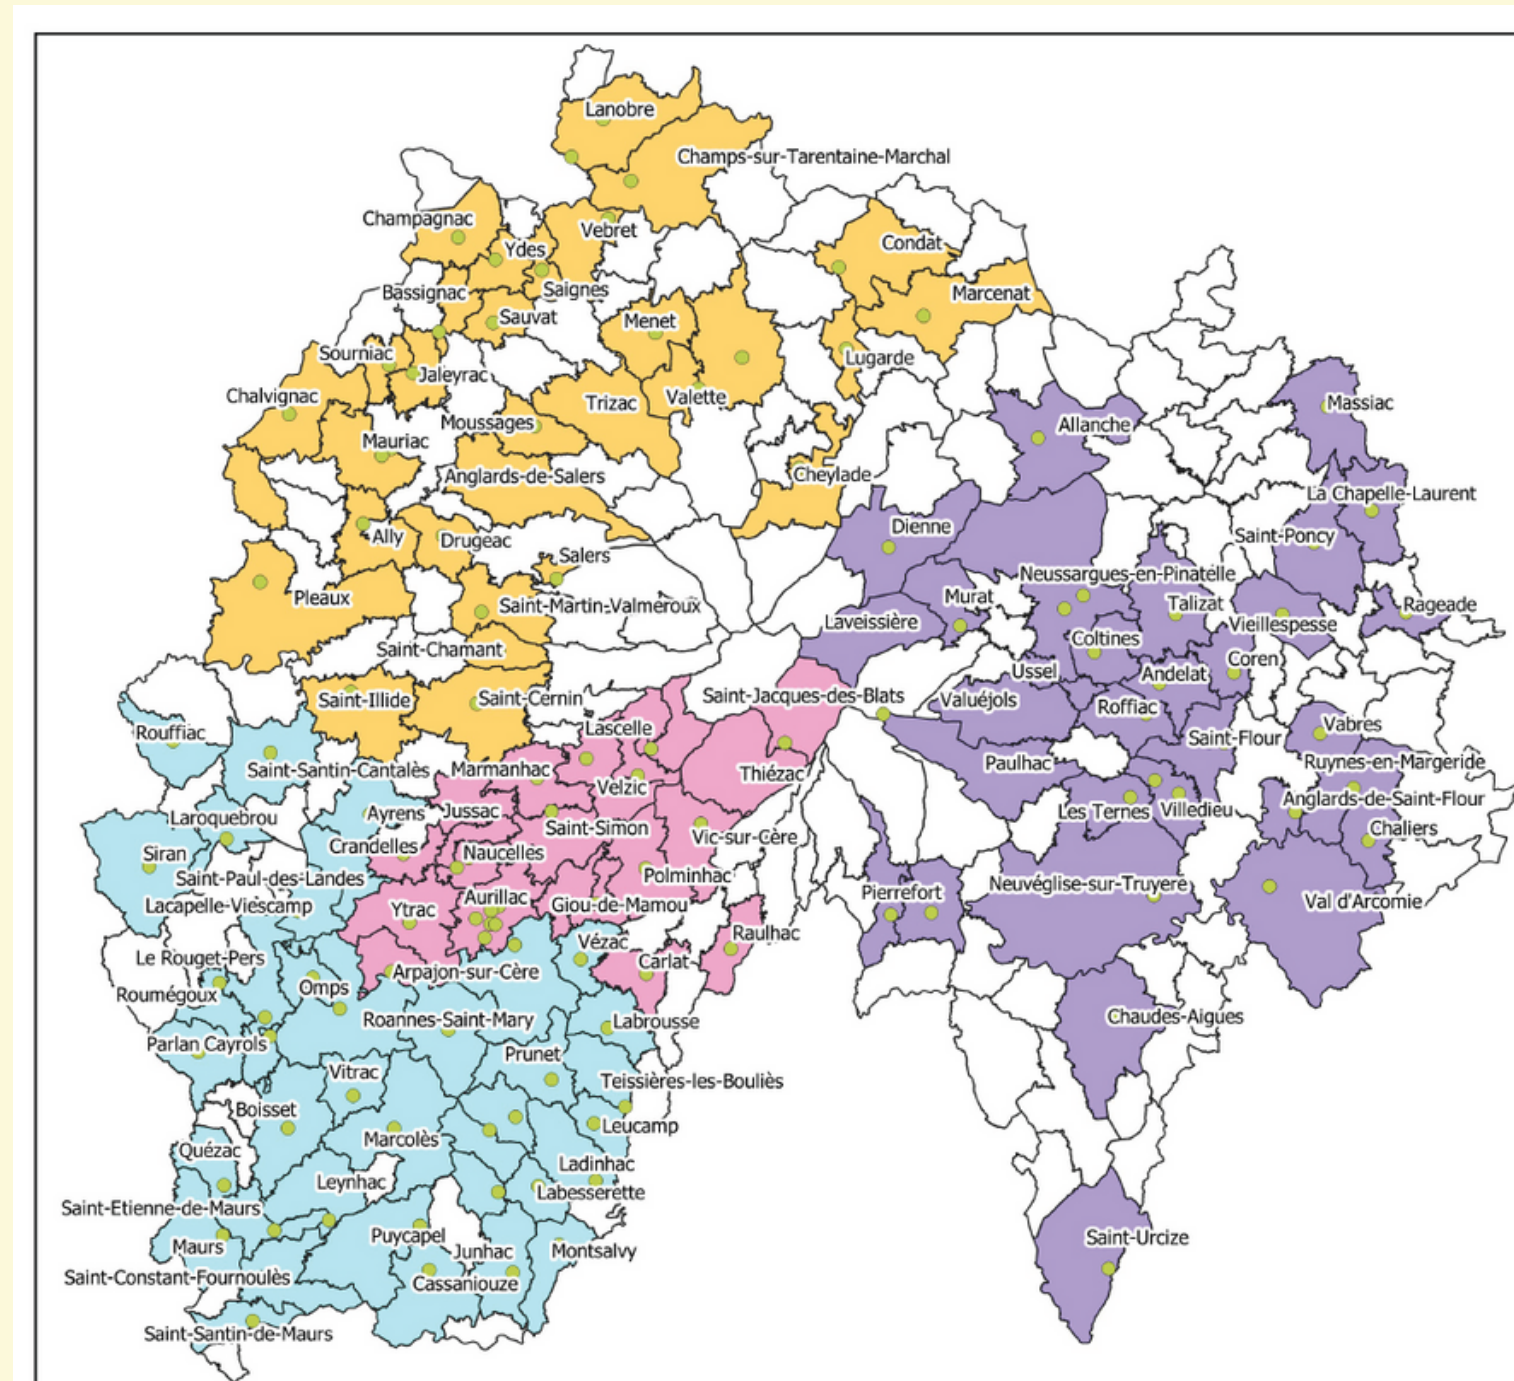 Lanobre
Champs-sur-Tarentaine-Marchal
Champagnac
Vebret
Ydes
Condat
Bassignac
Saignes
Marcenat
Sauvat
Menet
Sourniac
Lugarde
Jaleyrac
Chalvignac
Valette
Trizac
Massiac
Moussages
Allanche
Mauriac
Anglards-de-Salers
Cheylade
La Chapelle-Laurent
Dienne
Ally
Drugeac
Saint-Poncy
Salers
Neussargues-en-Pinatelle
Pleaux
Murat
Talizat
Rageade
Saint-Martin-Valmeroux
Laveissière
Vieillespesse
Coltines
Saint-Chamant
Coren
Ussel
Andelat
Saint-Illide
Saint-Cernin
Saint-Jacques-des-Blats
Valuéjols
Roffiac
Lascelle
Vabres
Rouffiac
Saint-Flour
Paulhac
Ruynes-en-Margeride
Saint-Santin-Cantalès
Marmanhac
Thiézac
Velzic
Anglards-de-Saint-Flour
Laroquebrou
Ayrens
Jussac
Les Ternes
Villedieu
Saint-Simon
Chaliers
Vic-sur-Cère
Crandelles
Siran
Naucelles
Saint-Paul-des-Landes
Polminhac
Neuvéglise-sur-Truyere
Pierrefort
Aurillac
Lacapelle-Viescamp
Giou-de-Mamou
Val d'Arcomie
Ytrac
Raulhac
Vézac
Le Rouget-Pers
Carlat
Arpajon-sur-Cère
Omps
Roumégoux
Chaudes-Aigues
Roannes-Saint-Mary
Labrousse
Parlan Cayrols
Prunet
Vitrac
Teissières-les-Bouliès
Boisset
Leucamp
Marcolès
Quézac
Ladinhac
Leynhac
Labesserette
Saint-Etienne-de-Maurs
Puycapel
Saint-Urcize
Maurs
Junhac
Montsalvy
Saint-Constant-Fournoulès
Cassaniouze
Saint-Santin-de-Maurs